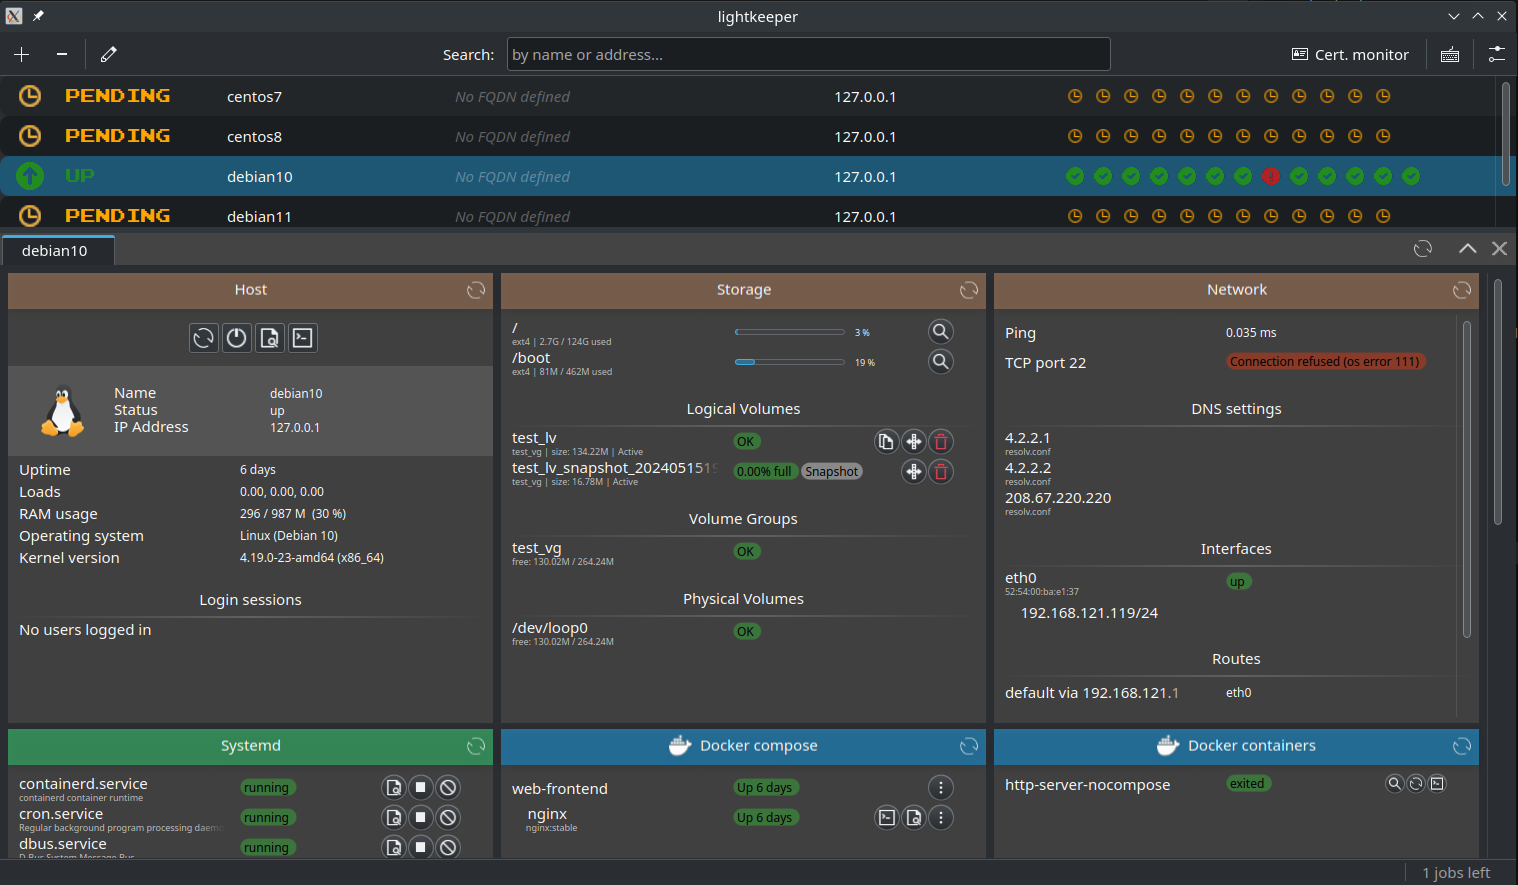 lightkeeper
Search: by name or address... Cert. monitor
PENDING centos7 No FQDN defined 127.0.0.1
PENDING centos8 No FQDN defined 127.0.0.1
UP debian10 No FQDN defined 127.0.0.1
PENDING debian11 No FQDN defined 127.0.0.1
debian10
Host
Name debian10
Status up
IP Address 127.0.0.1
Uptime 6 days
Loads 0.00, 0.00, 0.00
RAM usage 296 / 987 M (30 %)
Operating system Linux (Debian 10)
Kernel version 4.19.0-23-amd64 (x86_64)
Login sessions
No users logged in
Storage
/ 3 %
ext4 | 2.7G / 124G used
/boot 19 %
ext4 | 81M / 462M used
Logical Volumes
test_lv OK
test_vg | size: 134.22M | Active
test_lv_snapshot_2024051519 0.00% full Snapshot
test_vg | size: 16.78M | Active
Volume Groups
test_vg OK
free: 130.02M / 264.24M
Physical Volumes
/dev/loop0 OK
free: 130.02M / 264.24M
Network
Ping 0.035 ms
TCP port 22 Connection refused (os error 111)
DNS settings
4.2.2.1
resolv.conf
4.2.2.2
resolv.conf
208.67.220.220
resolv.conf
Interfaces
eth0 up
52:54:00:ba:e1:37
192.168.121.119/24
Routes
default via 192.168.121.1 eth0
Systemd
containerd.service running
containerd container runtime
cron.service running
Regular background program processing daem
dbus.service running
D-Bus System Message Bus
Docker compose
web-frontend Up 6 days
nginx Up 6 days
nginx:stable
Docker containers
http-server-nocompose exited
1 jobs left